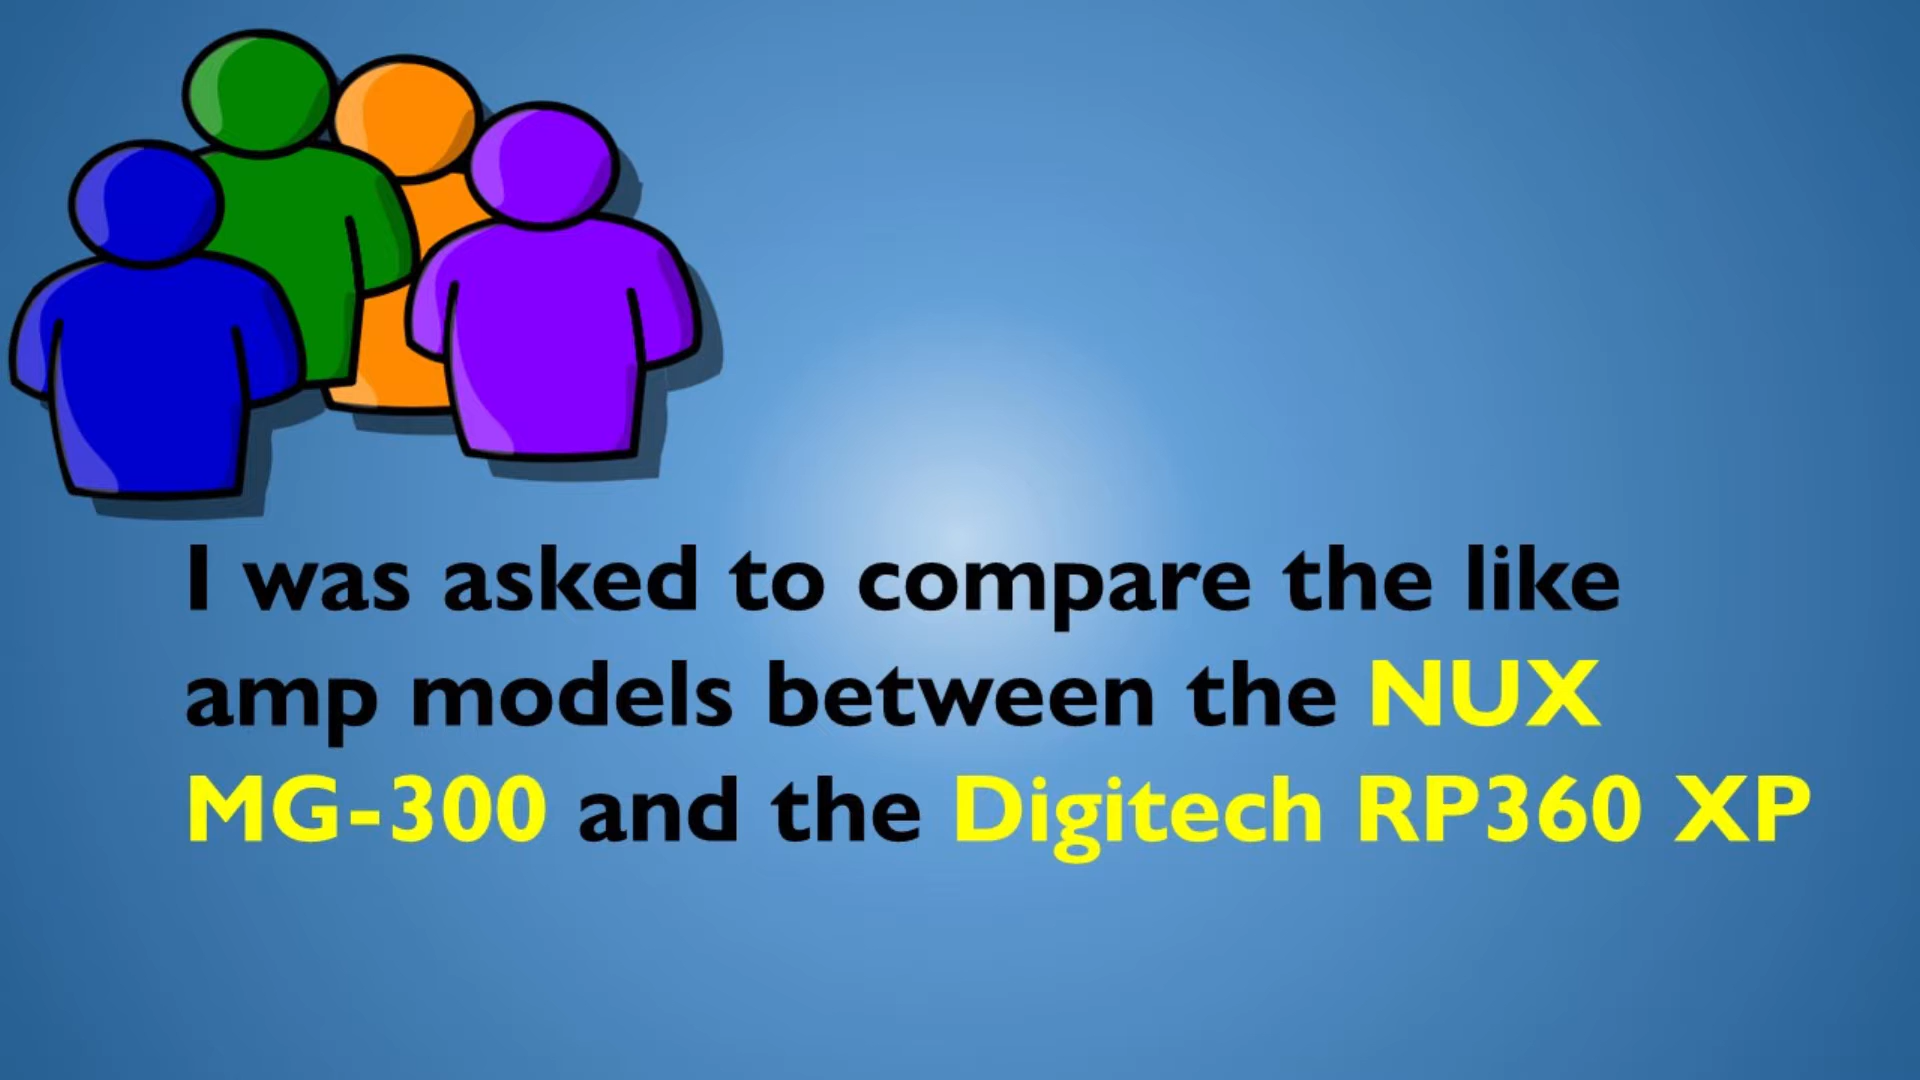 I was asked to compare the like
amp models between the NUX
MG-300 and the Digitech RP360 XP